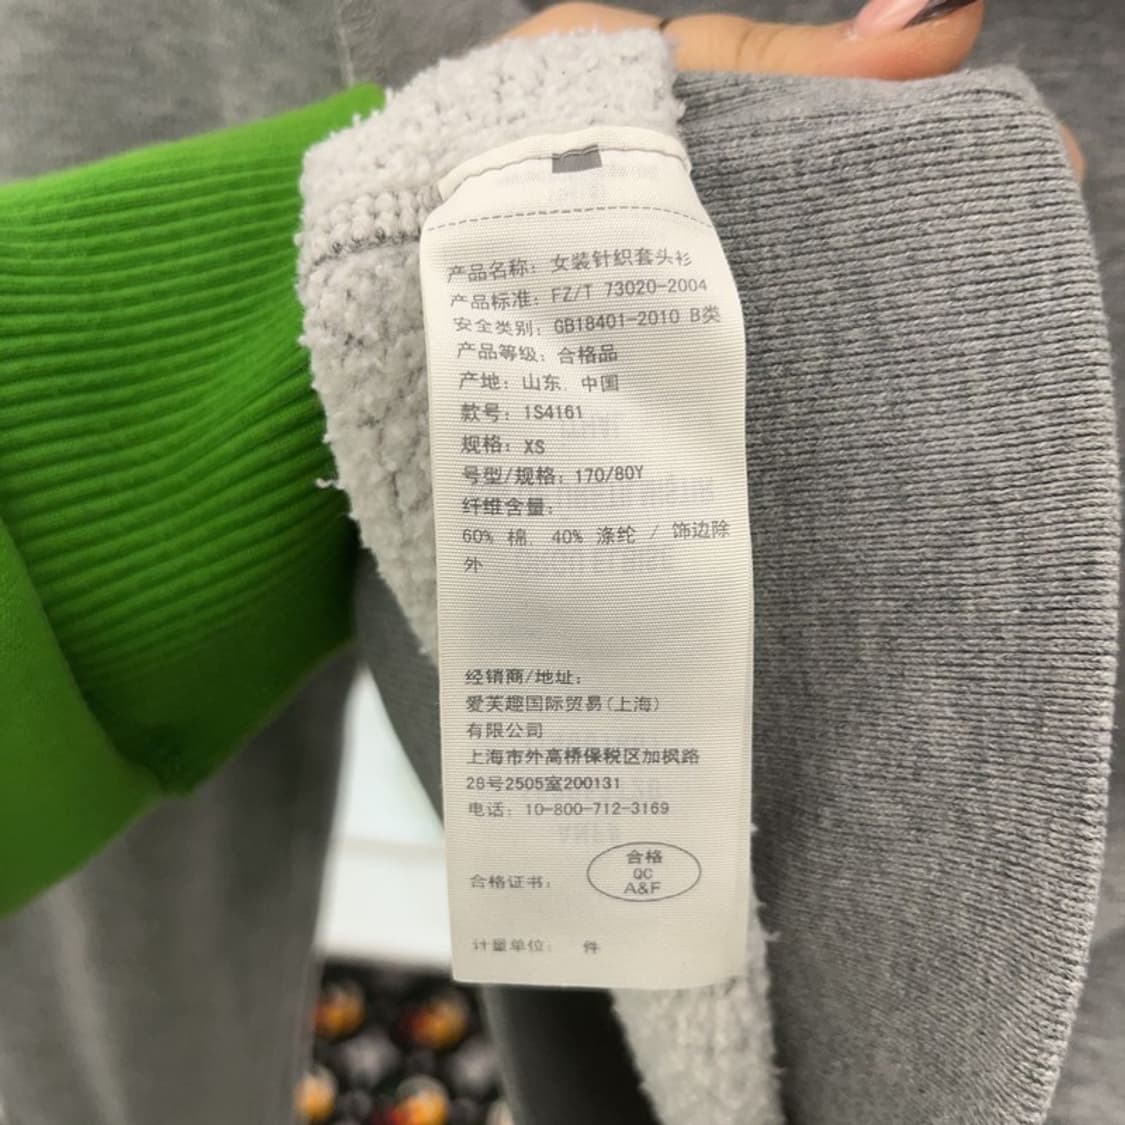 产品名称: 女装针织套头衫
产品标准: FZ/T 73020-2004
安全类别: GB18401-2010 B类
产品等级: 合格品
产地: 山东, 中国
款号: 1S4161
规格: XS
号型/规格: 170/80Y
纤维含量:
60% 棉, 40% 涤纶 / 饰边除
外
经销商/地址:
爱芙趣国际贸易(上海)
有限公司
上海市外高桥保税区加枫路
28号2505室200131
电话: 10-800-712-3169
合格证书:
合格
QC
A&F
计量单位: 件